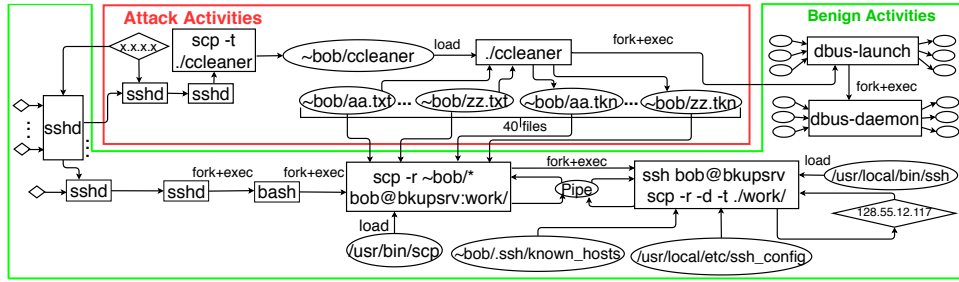 Attack Activities
Benign Activities
x.x.x.x
scp -t
./ccleaner
~bob/ccleaner
load
./ccleaner
fork+exec
dbus-launch
sshd
sshd
sshd
~bob/aa.txt
...
~bob/zz.txt
~bob/aa.tkn
...
~bob/zz.tkn
fork+exec
dbus-daemon
40 files
sshd
fork+exec
sshd
fork+exec
bash
fork+exec
scp -r ~bob/*
bob@bkupsrv:work/
fork+exec
Pipe
ssh bob@bkupsrv
scp -r -d -t ./work/
load
/usr/local/bin/ssh
128.55.12.117
load
/usr/bin/scp
~bob/.ssh/known_hosts
/usr/local/etc/ssh_config